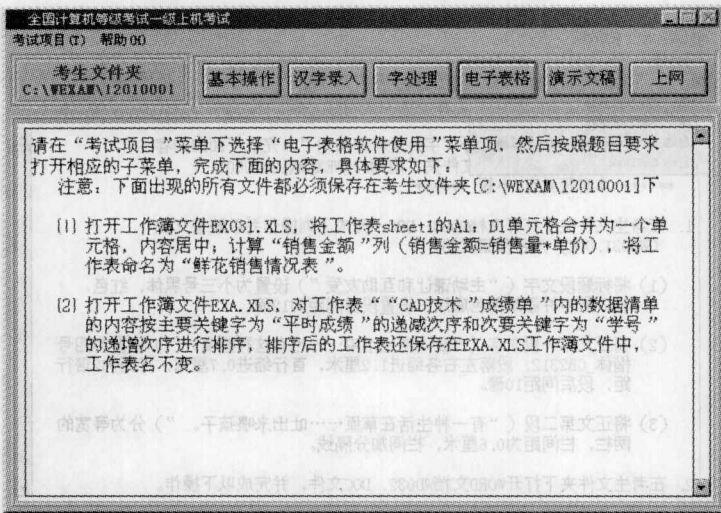 全国计算机等级考试一级上机考试
考试项目(T) 帮助(H)
考生文件夹
C:\WEXAM\12010001
基本操作 汉字录入 字处理 电子表格 演示文稿 上网
请在“考试项目”菜单下选择“电子表格软件使用”菜单项，然后按照题目要求
打开相应的子菜单，完成下面的内容，具体要求如下：
注意：下面出现的所有文件都必须保存在考生文件夹[C:\WEXAM\12010001]下
(1) 打开工作簿文件EX031.XLS，将工作表sheet1的A1：D1单元格合并为一个单
元格，内容居中；计算“销售金额”列（销售金额=销售量*单价），将工
作表命名为“鲜花销售情况表”。
(2) 打开工作簿文件EXA.XLS，对工作表““CAD技术”成绩单”内的数据清单
的内容按主要关键字为“平时成绩”的递减次序和次要关键字为“学号”
的递增次序进行排序，排序后的工作表还保存在EXA.XLS工作簿文件中，
工作表名不变。